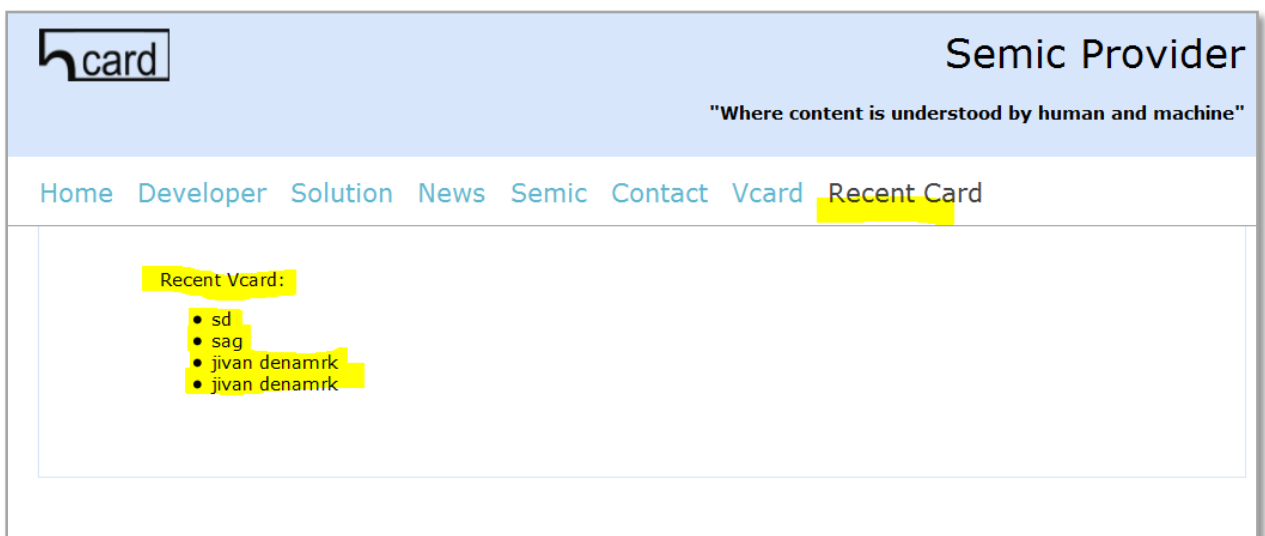 hcard
Semic Provider
"Where content is understood by human and machine"
Home Developer Solution News Semic Contact Vcard Recent Card
Recent Vcard:
• sd
• sag
• jivan denamrk
• jivan denamrk